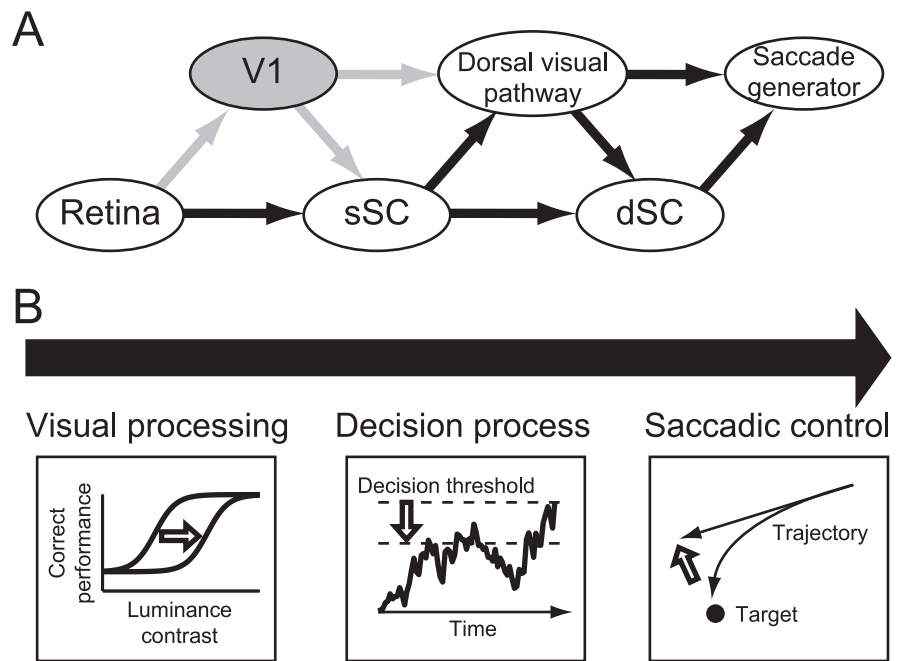 A
V1
Dorsal visual
pathway
Saccade
generator
Retina
sSC
dSC
B
Visual processing
Decision process
Saccadic control
Correct
performance
Luminance
contrast
Decision threshold
Time
Trajectory
Target